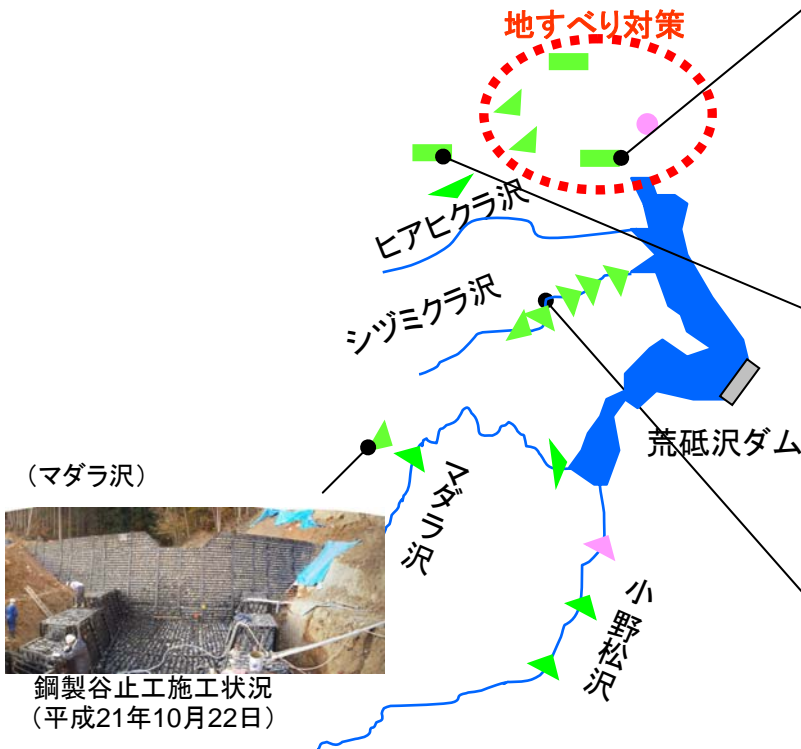 地すべり対策
ヒアヒクラ沢
シヅミクラ沢
荒砥沢ダム
マダラ沢
（マダラ沢）
小野松沢
鋼製谷止工施工状況
（平成21年10月22日）